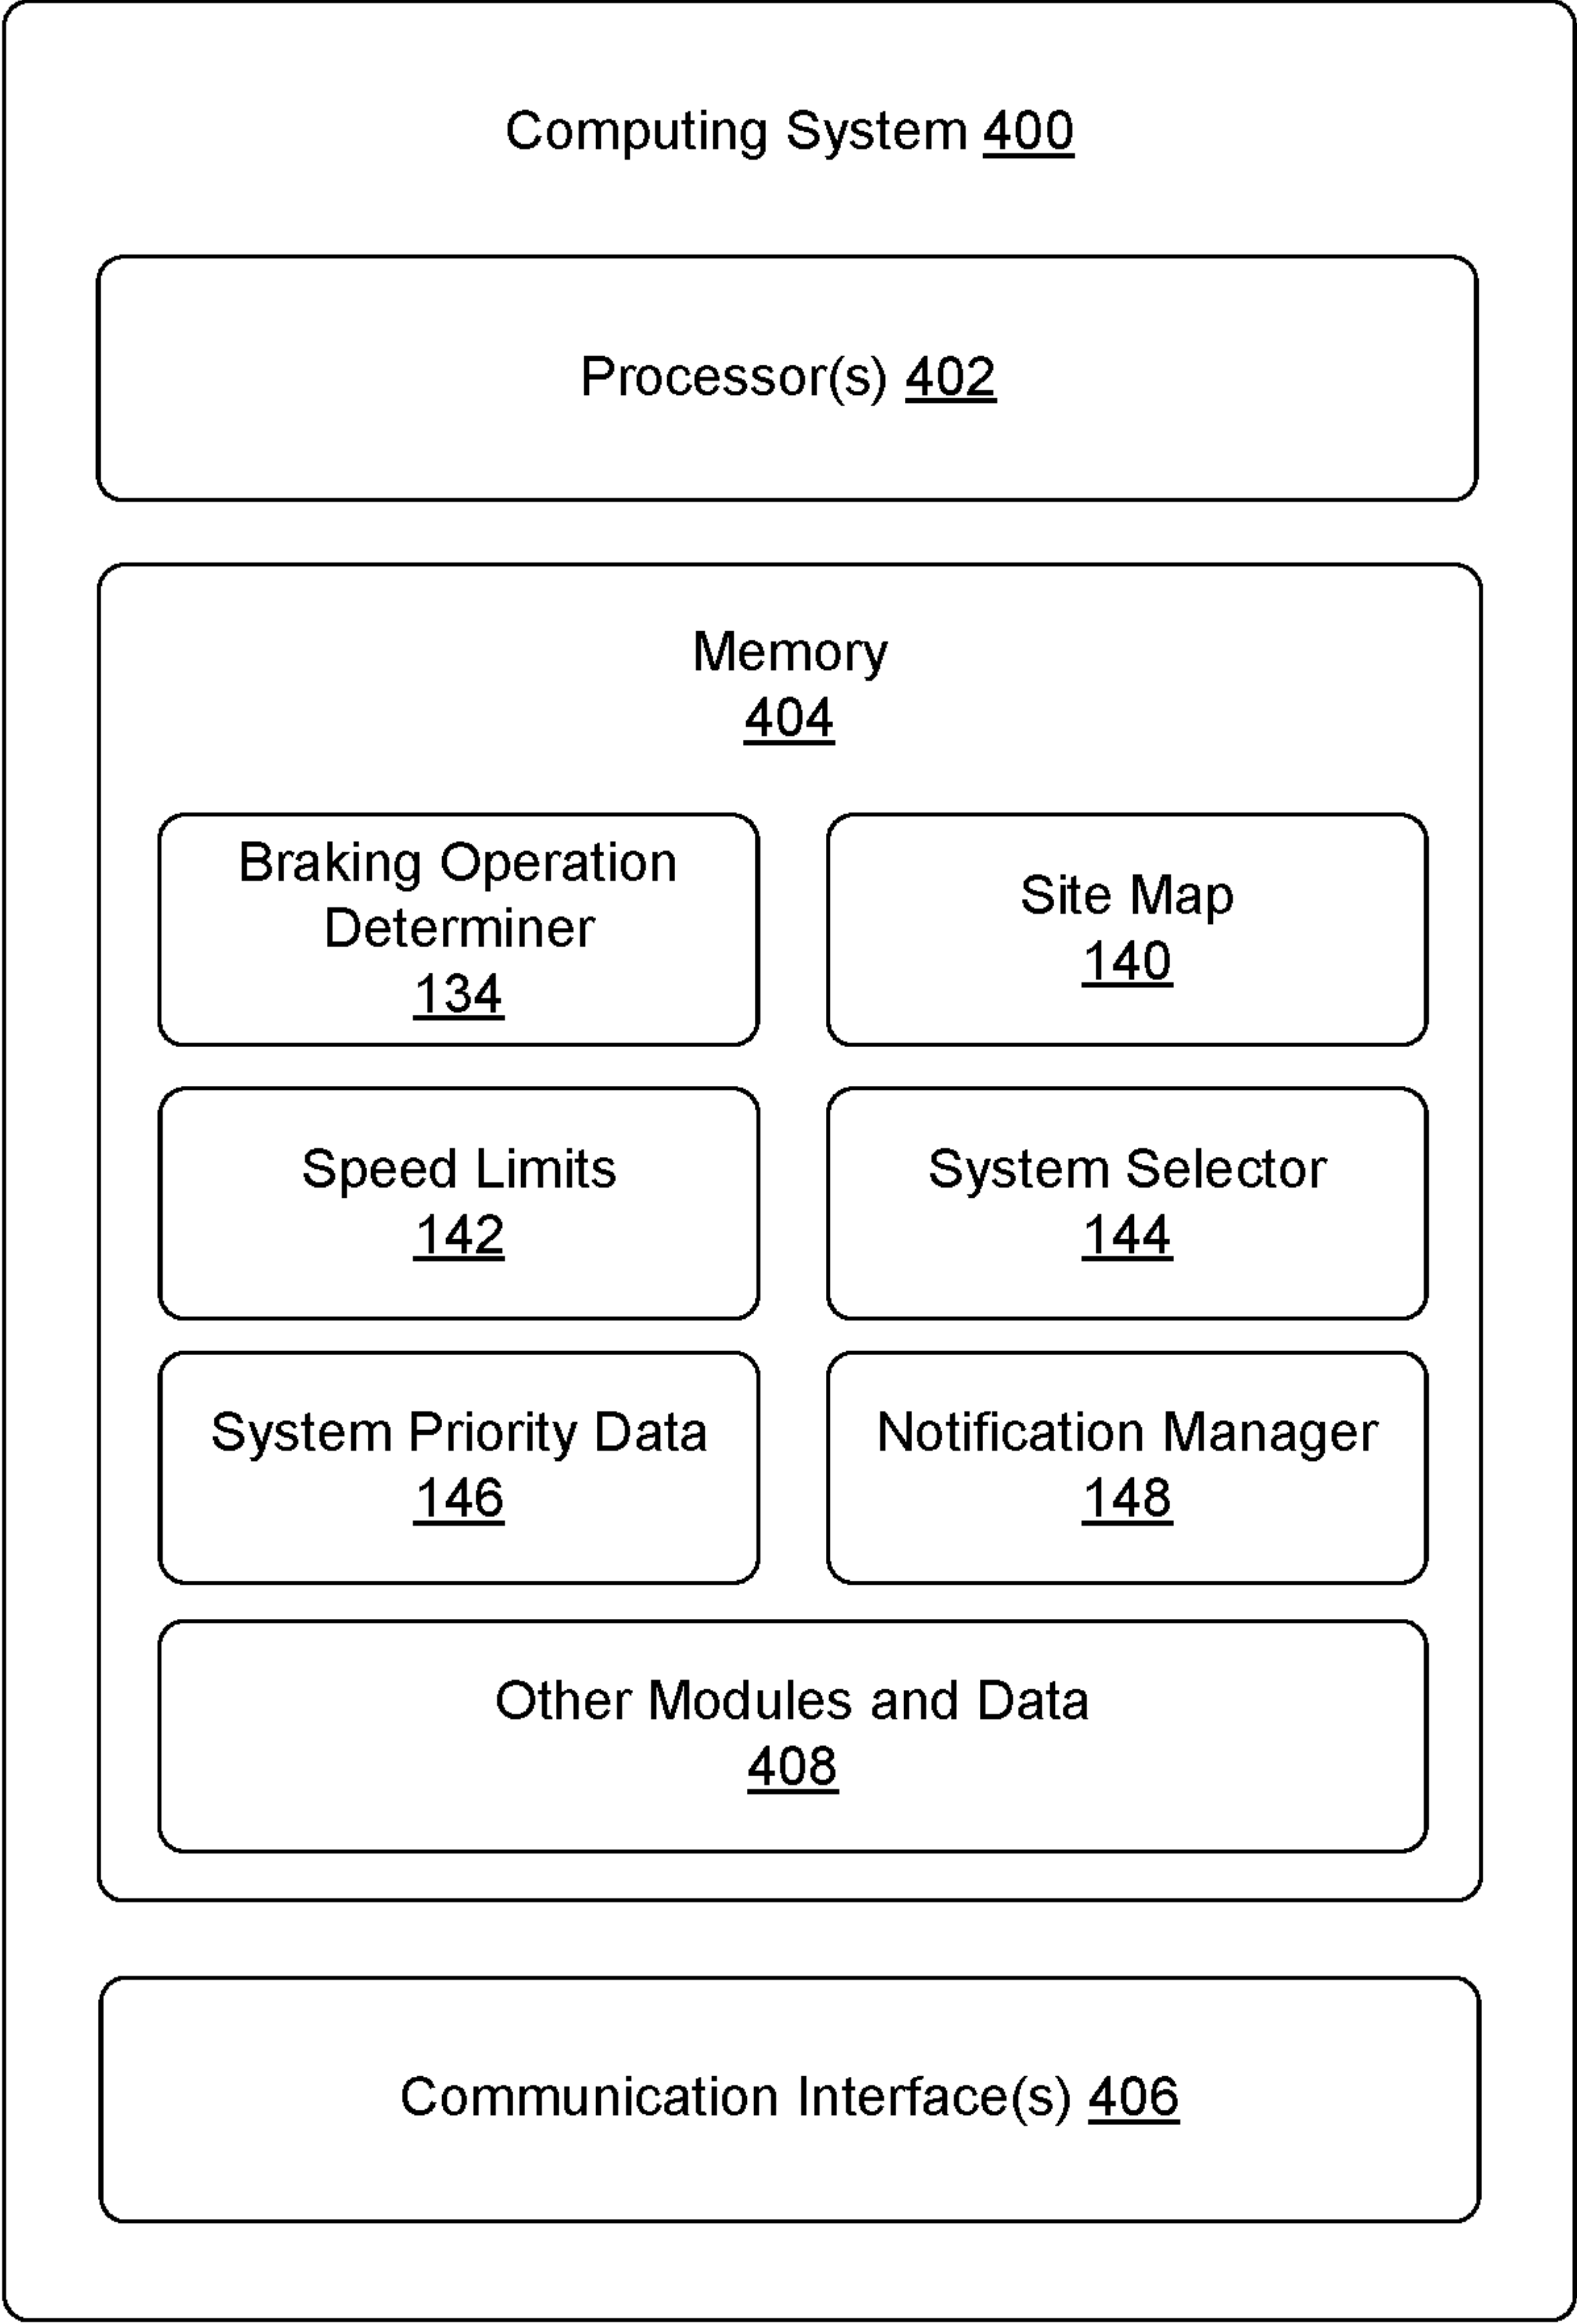 Computing System 400
Processor(s) 402
Memory
404
Braking Operation
Determiner
134
Site Map
140
Speed Limits
142
System Selector
144
System Priority Data
146
Notification Manager
148
Other Modules and Data
408
Communication Interface(s) 406